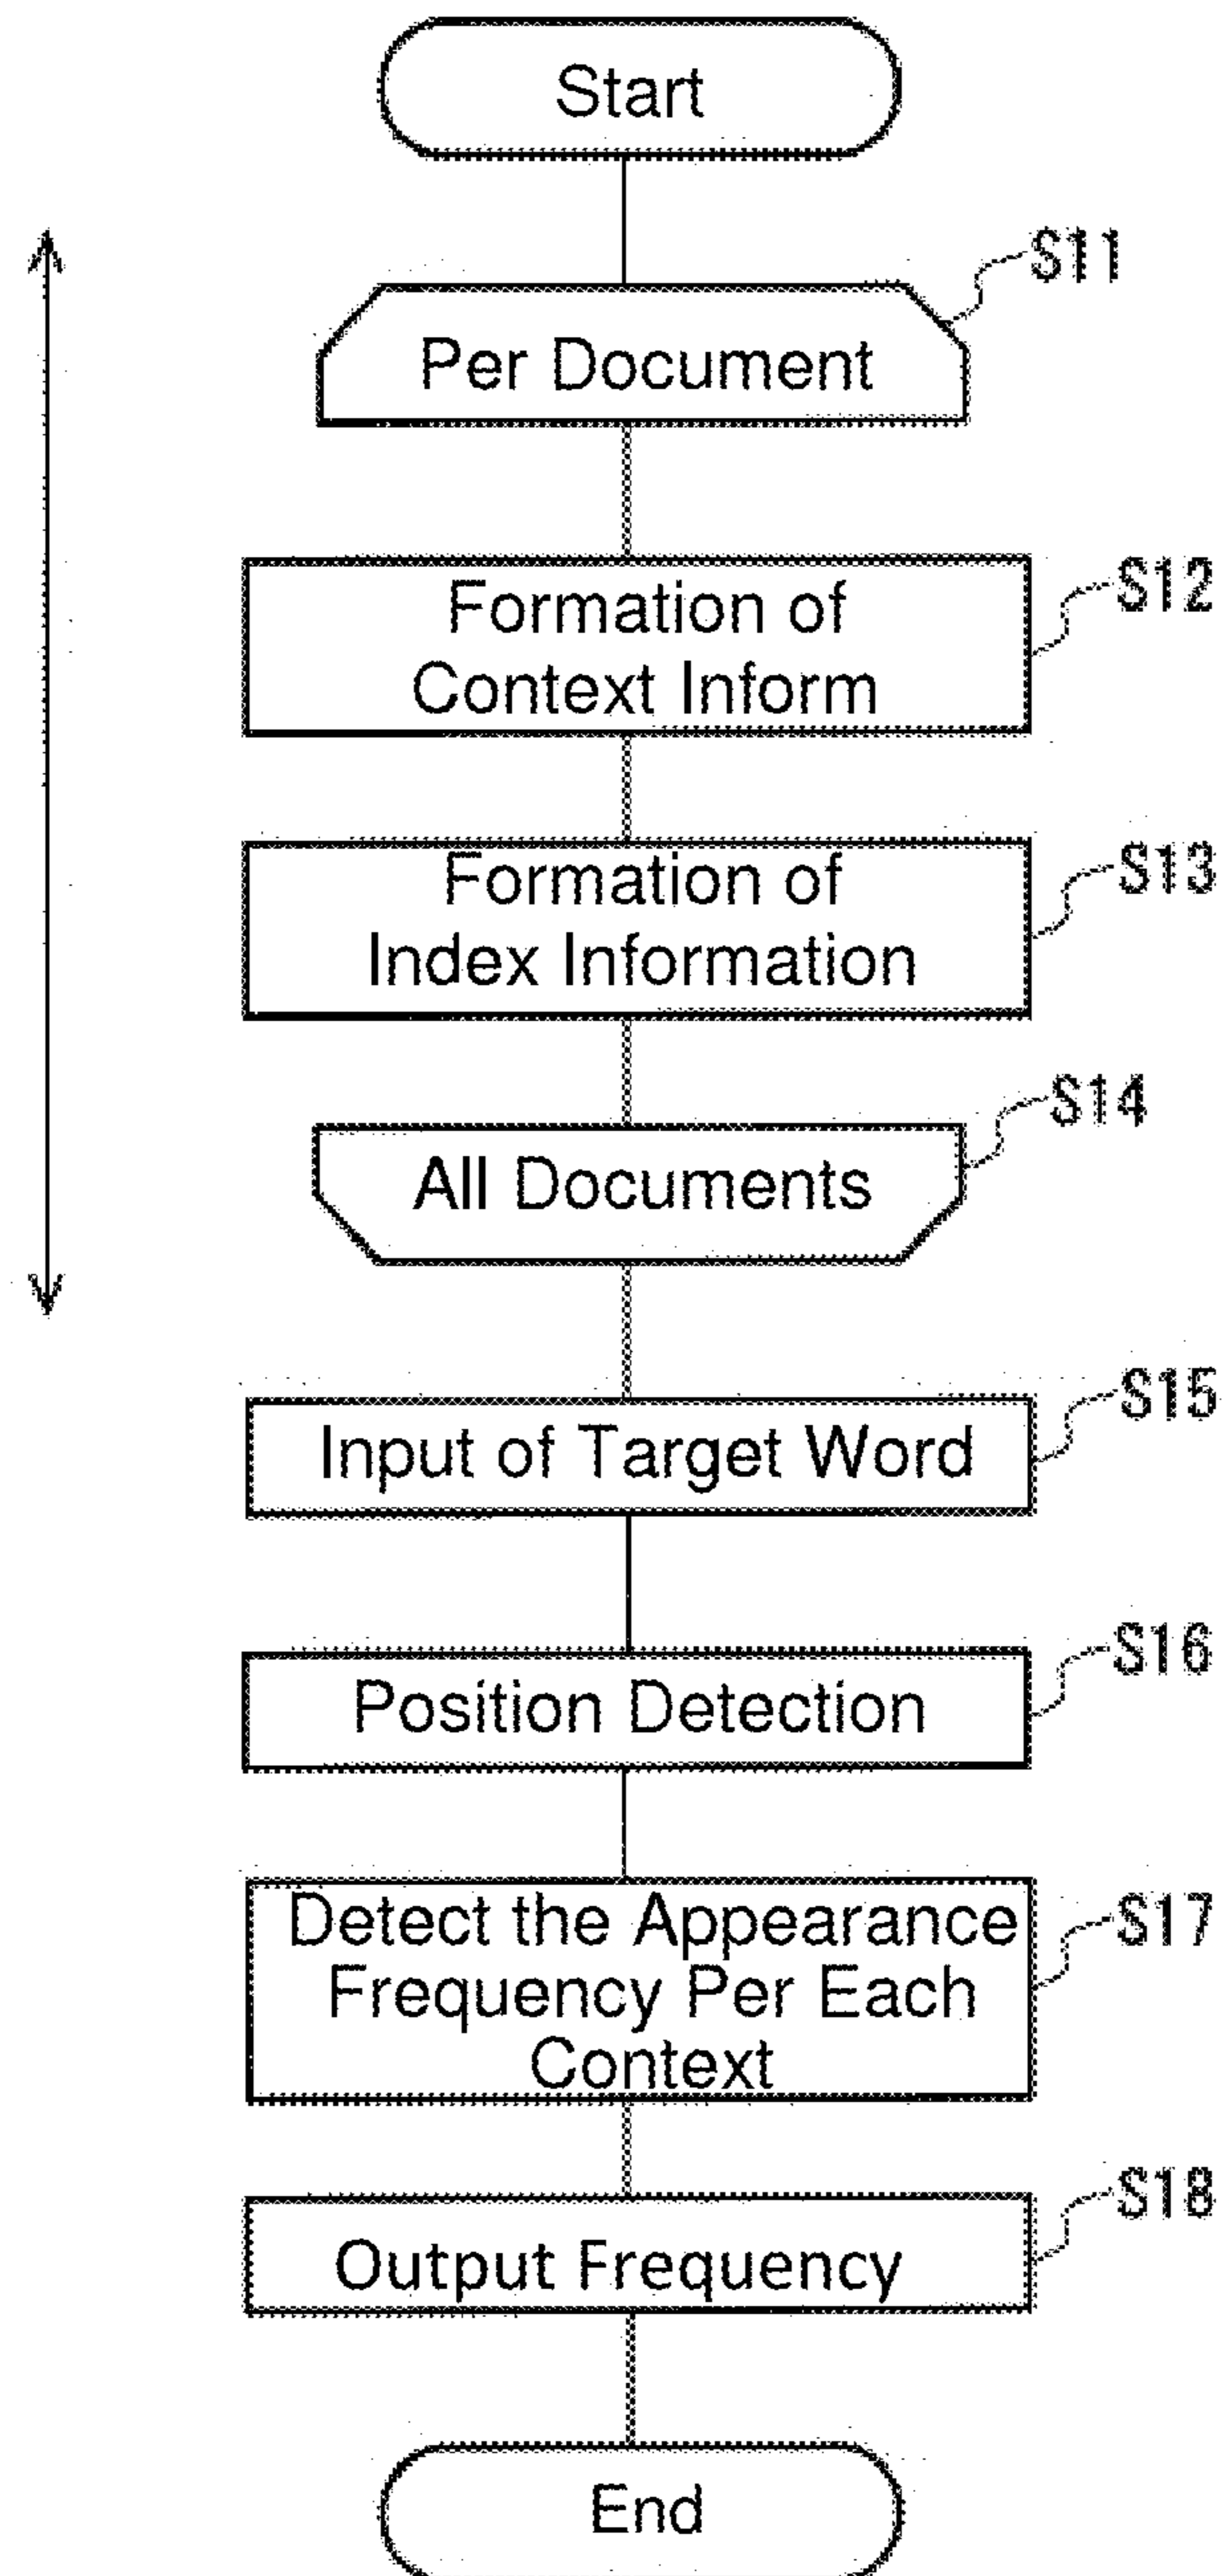 Start
S11
Per Document
S12
Formation of
Context Inform
S13
Formation of
Index Information
S14
All Documents
S15
Input of Target Word
S16
Position Detection
S17
Detect the Appearance
Frequency Per Each
Context
S18
Output Frequency
End